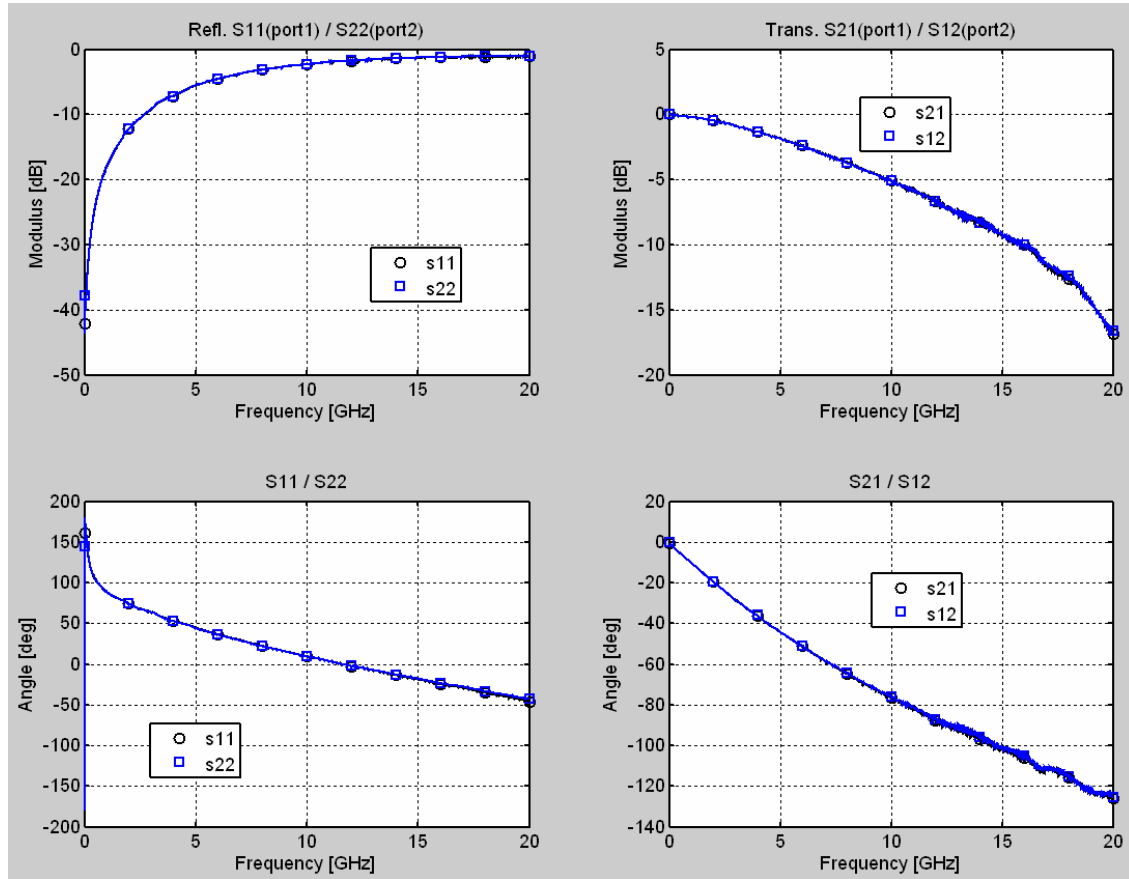 Refl. S11(port1) / S22(port2)
0
-10
-20
-30
-40
-50
Modulus [dB]
s11
s22
0 5 10 15 20
Frequency [GHz]
Trans. S21(port1) / S12(port2)
5
0
-5
-10
-15
-20
Modulus [dB]
s21
s12
0 5 10 15 20
Frequency [GHz]
S11 / S22
200
150
100
50
0
-50
-100
-150
-200
Angle [deg]
s11
s22
0 5 10 15 20
Frequency [GHz]
S21 / S12
20
0
-20
-40
-60
-80
-100
-120
-140
Angle [deg]
s21
s12
0 5 10 15 20
Frequency [GHz]